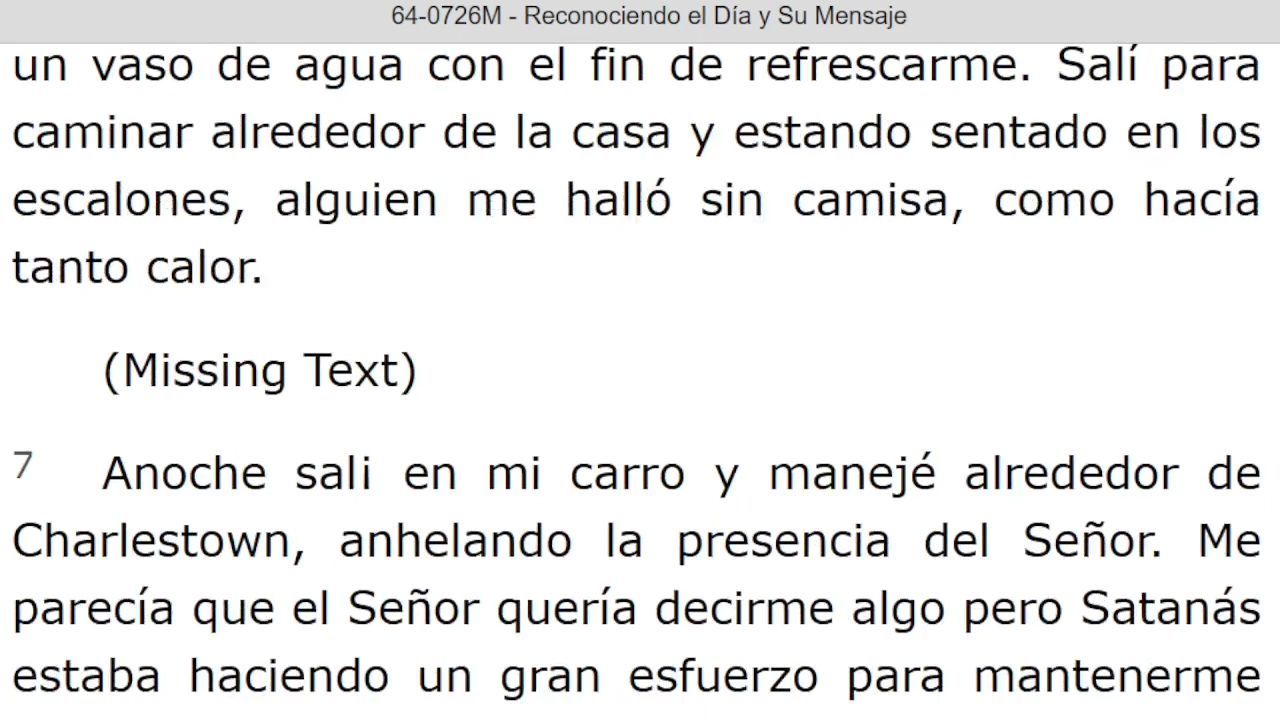 64-0726M - Reconociendo el Día y Su Mensaje
un vaso de agua con el fin de refrescarme. Salí para
caminar alrededor de la casa y estando sentado en los
escalones, alguien me halló sin camisa, como hacía
tanto calor.
(Missing Text)
7 Anoche sali en mi carro y manejé alrededor de
Charlestown, anhelando la presencia del Señor. Me
parecía que el Señor quería decirme algo pero Satanás
estaba haciendo un gran esfuerzo para mantenerme